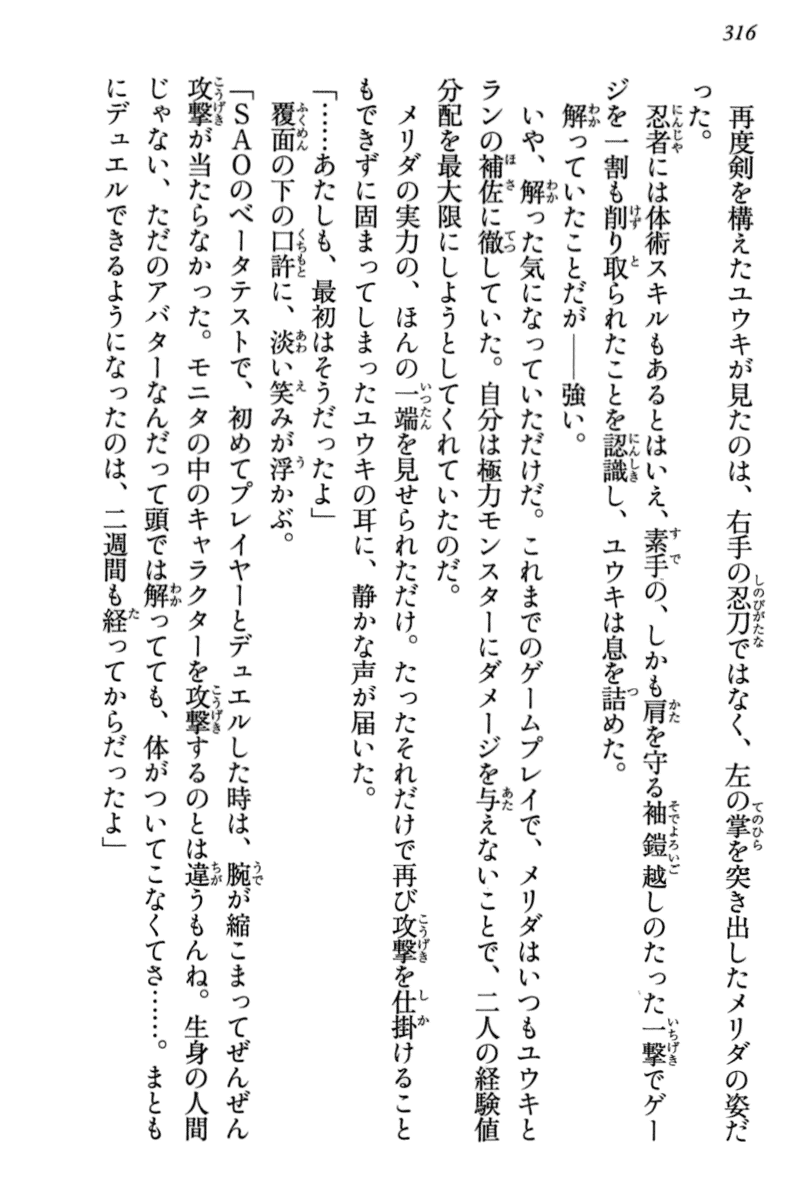 316
再度剣を構えたユウキが見たのは、右手の忍刀ではなく、左の掌を突き出したメリダの姿だ
った。
忍者には体術スキルもあるとはいえ、素手の、しかも肩を守る袖鎧越しのたった一撃でゲー
ジを一割も削り取られたことを認識し、ユウキは息を詰めた。
解っていたことだが――強い。
いや、解った気になっていただけだ。これまでのゲームプレイで、メリダはいつもユウキと
ランの補佐に徹していた。自分は極力モンスターにダメージを与えないことで、二人の経験値
分配を最大限にしようとしてくれていたのだ。
メリダの実力の、ほんの一端を見せられただけ。たったそれだけで再び攻撃を仕掛けること
もできずに固まってしまったユウキの耳に、静かな声が届いた。
「……あたしも、最初はそうだったよ」
覆面の下の口許に、淡い笑みが浮かぶ。
「ＳＡＯのベータテストで、初めてプレイヤーとデュエルした時は、腕が縮こまってぜんぜん
攻撃が当たらなかった。モニタの中のキャラクターを攻撃するのとは違うもんね。生身の人間
じゃない、ただのアバターなんだって頭では解ってても、体がついてこなくてさ……。まとも
にデュエルできるようになったのは、二週間も経ってからだったよ」